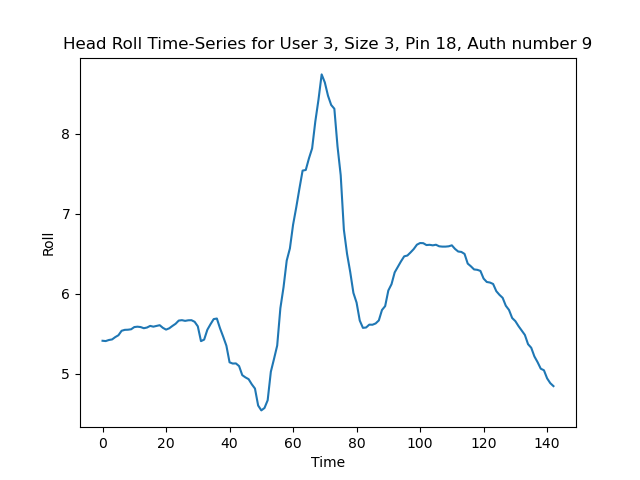 Head Roll Time-Series for User 3, Size 3, Pin 18, Auth number 9
8
7
6
5
Roll
0 20 40 60 80 100 120 140
Time